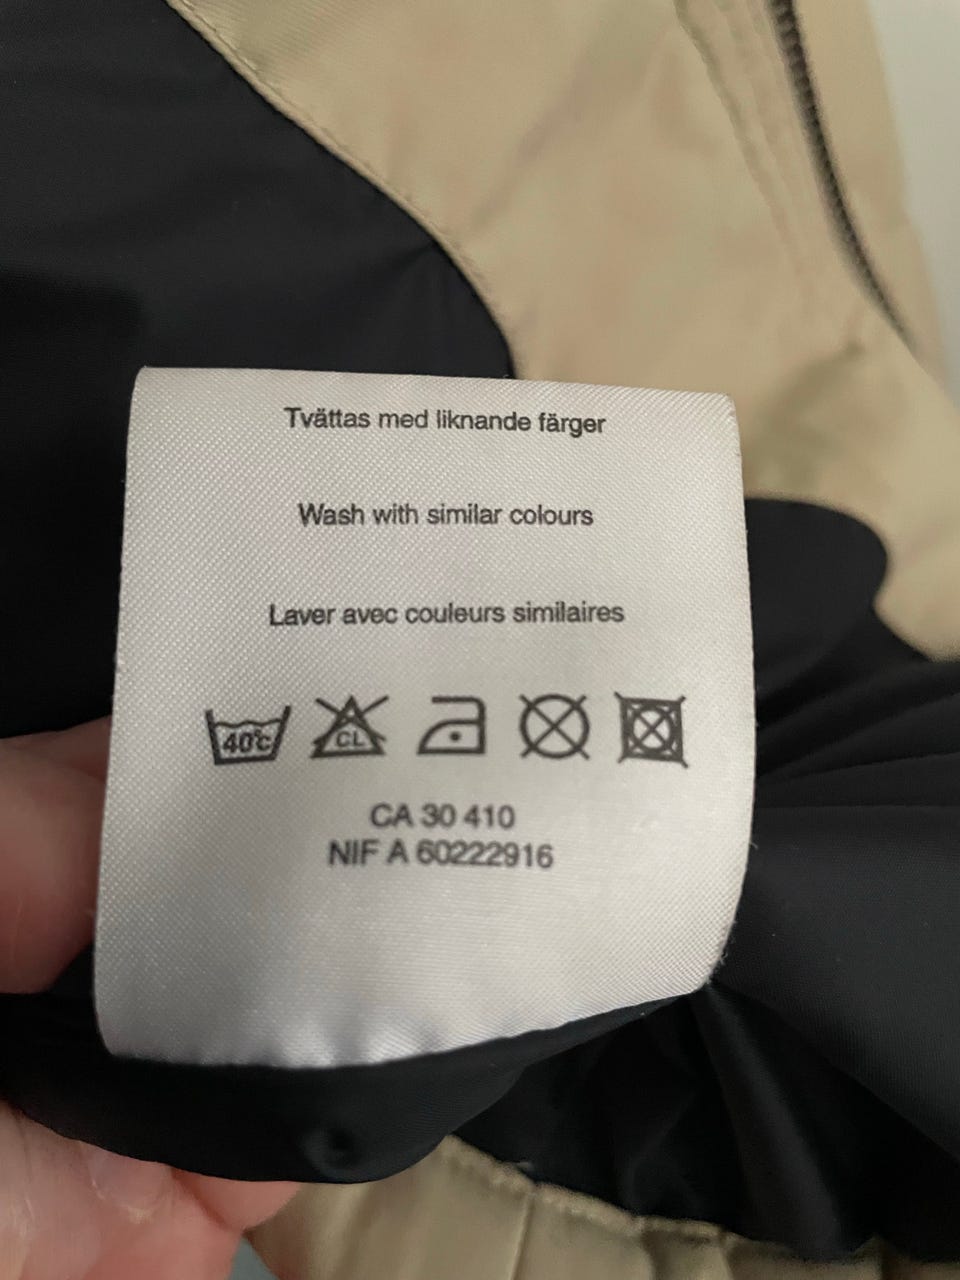 Tvättas med liknande färger
Wash with similar colours
Laver avec couleurs similaires
40°c CL
CA 30 410
NIF A 60222916